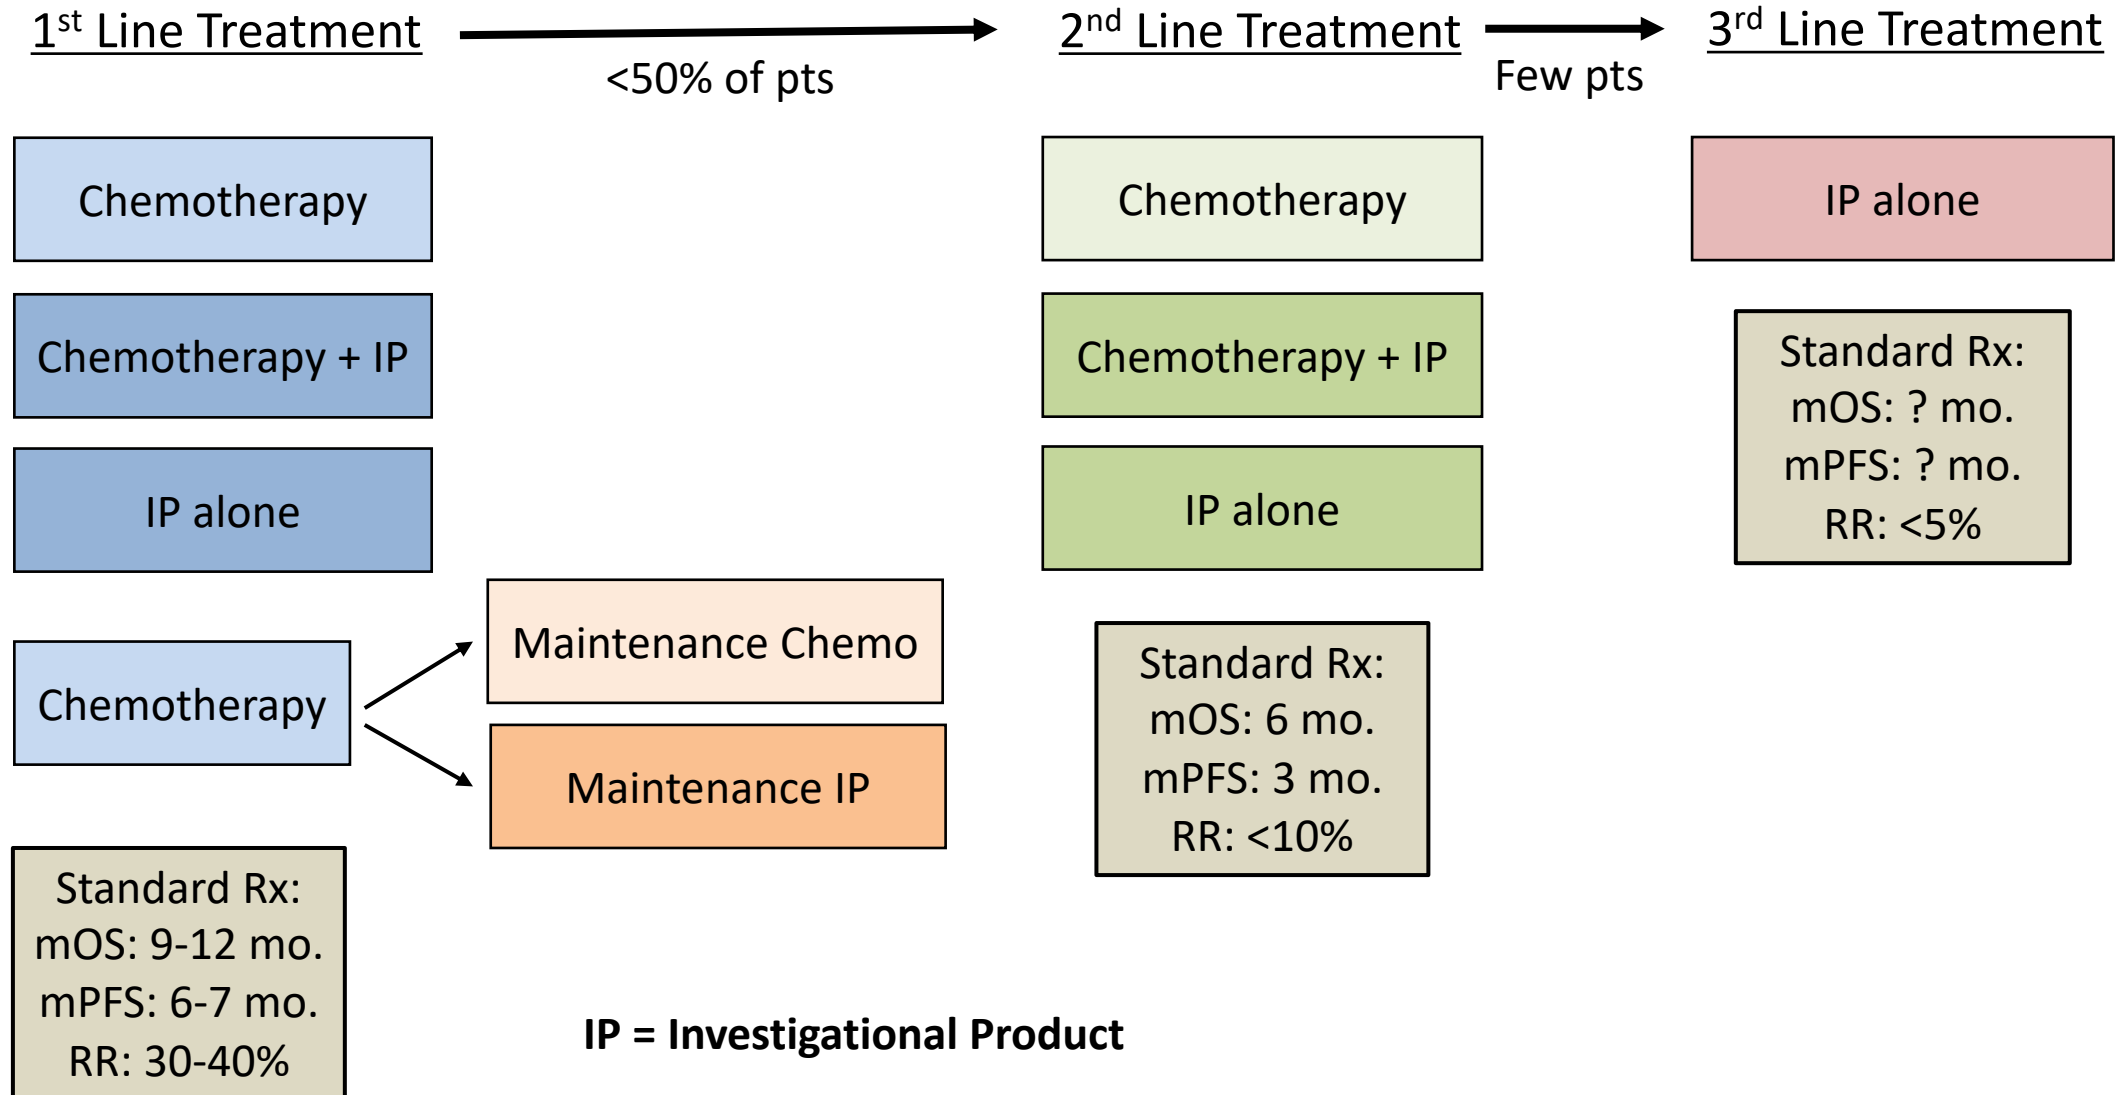 1st Line Treatment
<50% of pts
2nd Line Treatment
Few pts
3rd Line Treatment
Chemotherapy
Chemotherapy + IP
IP alone
Chemotherapy
Maintenance Chemo
Maintenance IP
Standard Rx:
mOS: 9-12 mo.
mPFS: 6-7 mo.
RR: 30-40%
Chemotherapy
Chemotherapy + IP
IP alone
Standard Rx:
mOS: 6 mo.
mPFS: 3 mo.
RR: <10%
IP alone
Standard Rx:
mOS: ? mo.
mPFS: ? mo.
RR: <5%
IP = Investigational Product